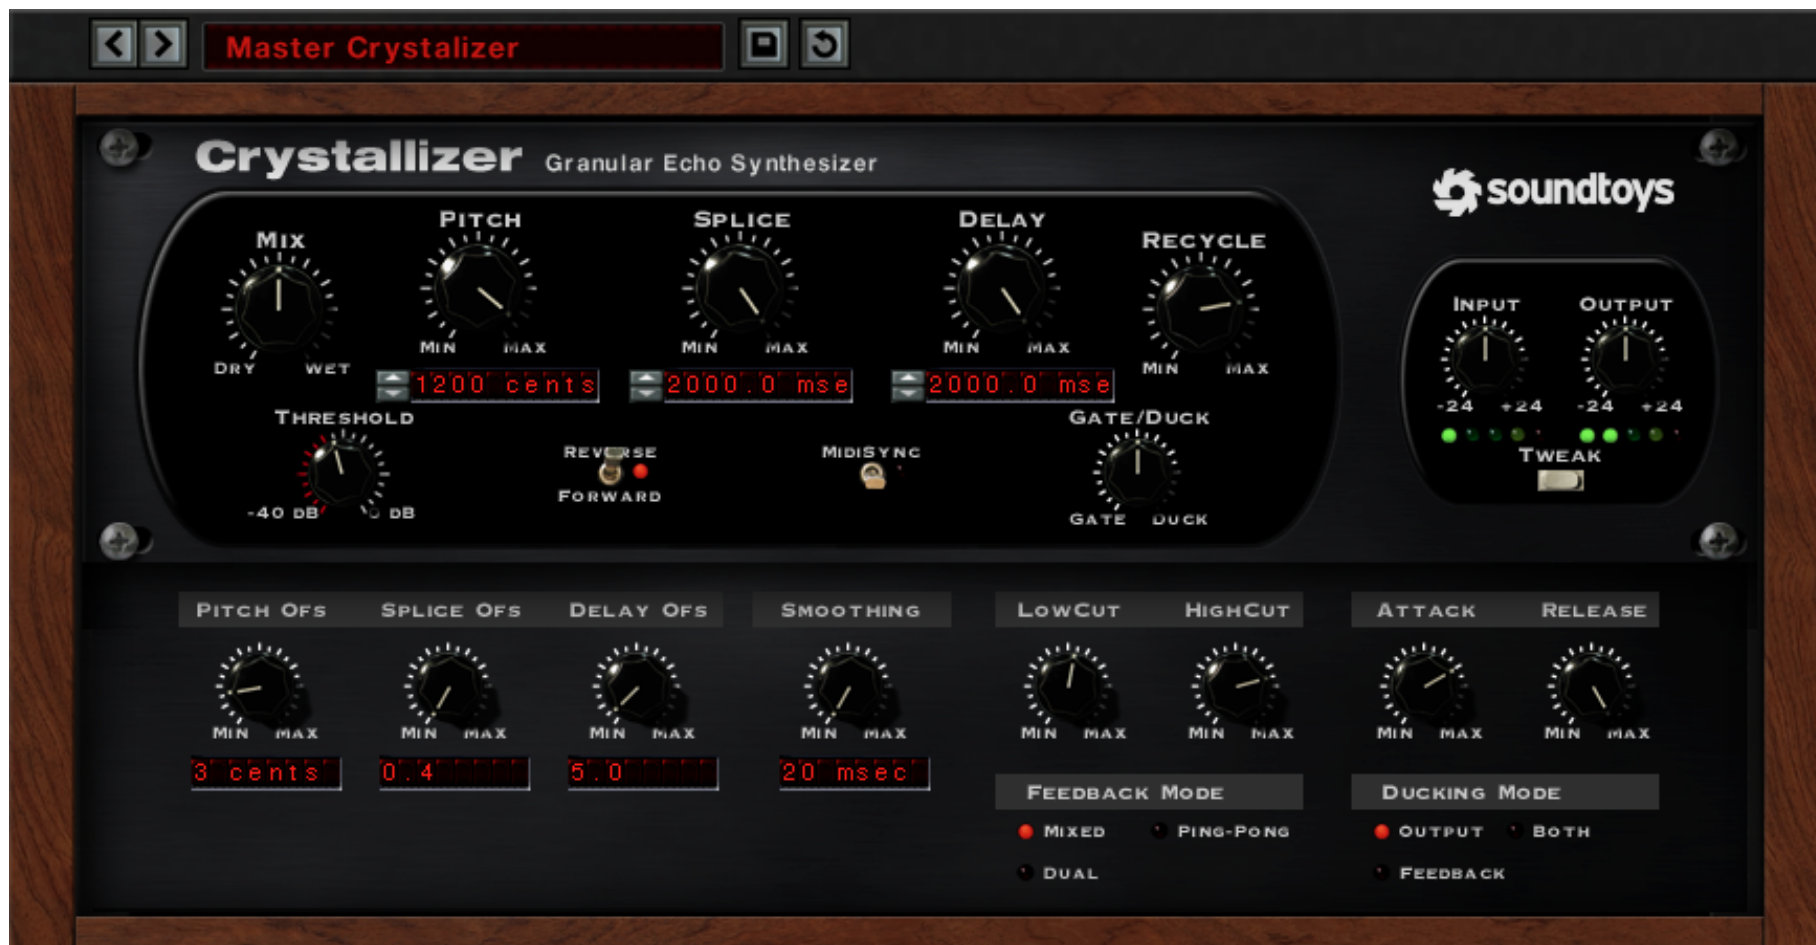 Master Crystalizer
Crystallizer Granular Echo Synthesizer
soundtoys
MIX PITCH SPLICE DELAY RECYCLE
DRY WET MIN MAX MIN MAX MIN MAX MIN MAX
1200 cents 2000.0 mse 2000.0 mse
INPUT OUTPUT
-24 +24 -24 +24
TWEAK
THRESHOLD REVERSE MIDISYNC GATE/DUCK
FORWARD
-40 dB 0 dB GATE DUCK
PITCH OFS SPLICE OFS DELAY OFS SMOOTHING LOWCUT HIGHCUT ATTACK RELEASE
MIN MAX MIN MAX MIN MAX MIN MAX MIN MAX MIN MAX MIN MAX MIN MAX
3 cents 0.4 5.0 20 msec
FEEDBACK MODE DUCKING MODE
MIXED PING-PONG OUTPUT BOTH
DUAL FEEDBACK